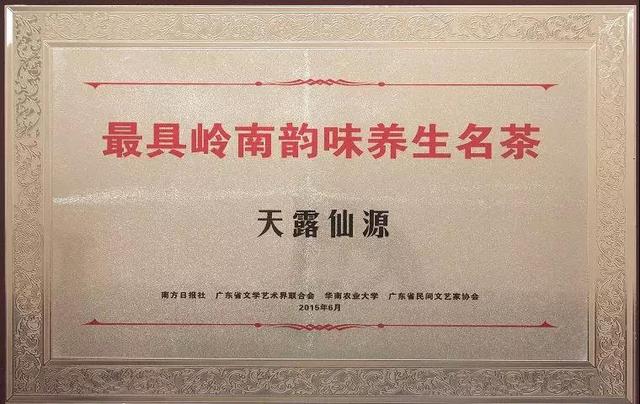 最具岭南韵味养生名茶
天露仙源
南方日报社 广东省文学艺术界联合会 华南农业大学 广东省民间文艺家协会
2015年6月